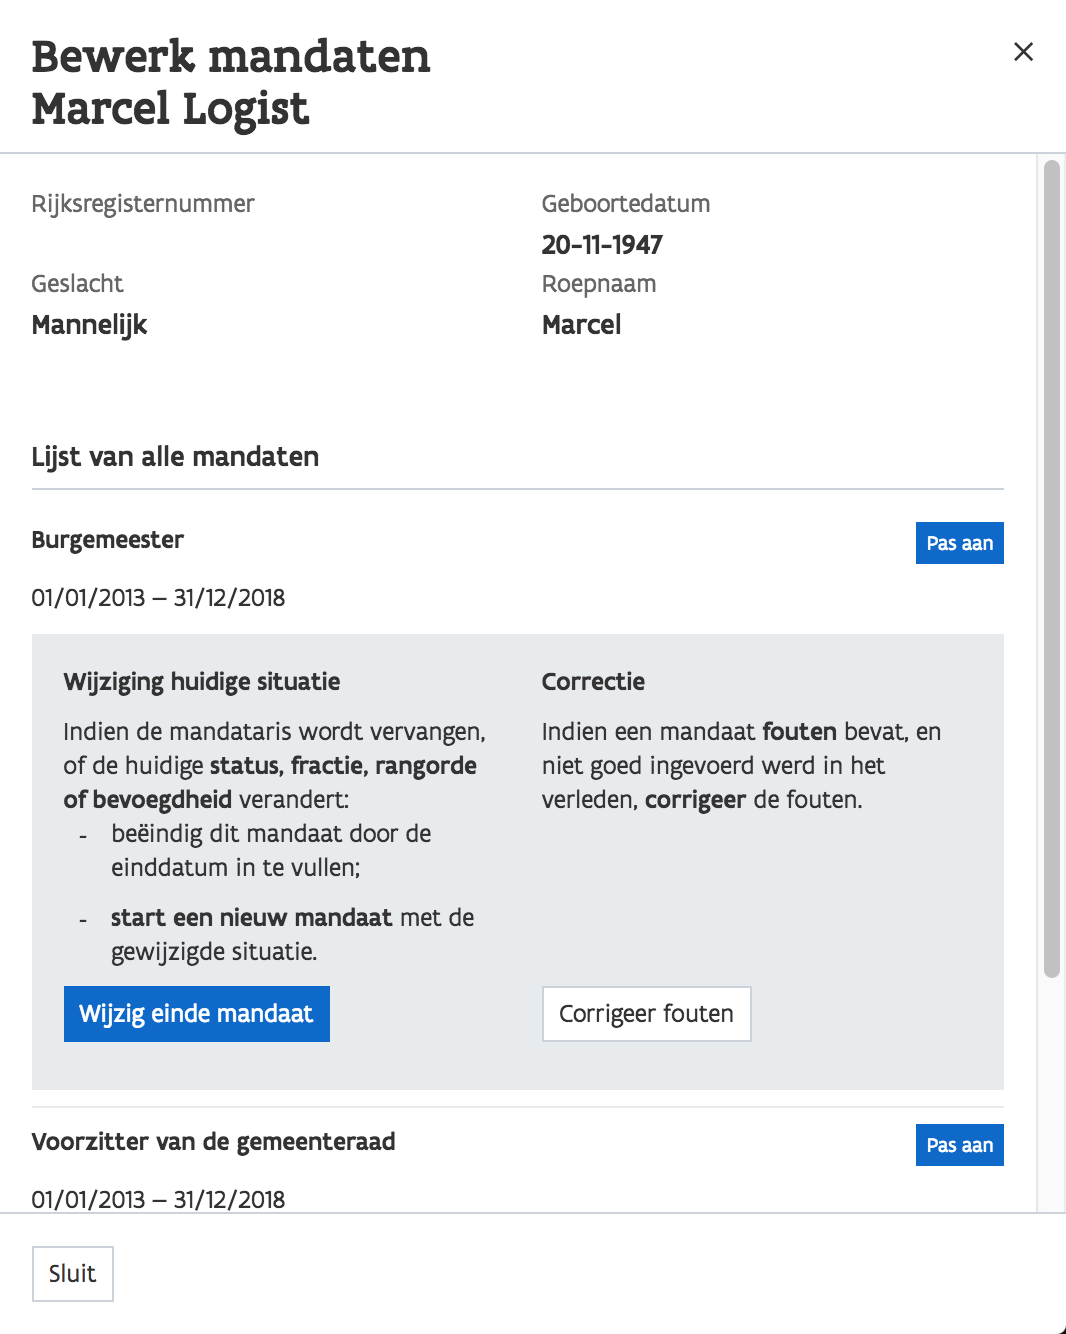 Bewerk mandaten
Marcel Logist
Rijksregisternummer
Geboortedatum
20-11-1947
Geslacht
Mannelijk
Roepnaam
Marcel
Lijst van alle mandaten
Burgemeester
Pas aan
01/01/2013 – 31/12/2018
Wijziging huidige situatie
Indien de mandataris wordt vervangen,
of de huidige status, fractie, rangorde
of bevoegdheid verandert:
- beëindig dit mandaat door de
einddatum in te vullen;
- start een nieuw mandaat met de
gewijzigde situatie.
Wijzig einde mandaat
Correctie
Indien een mandaat fouten bevat, en
niet goed ingevoerd werd in het
verleden, corrigeer de fouten.
Corrigeer fouten
Voorzitter van de gemeenteraad
Pas aan
01/01/2013 – 31/12/2018
Sluit